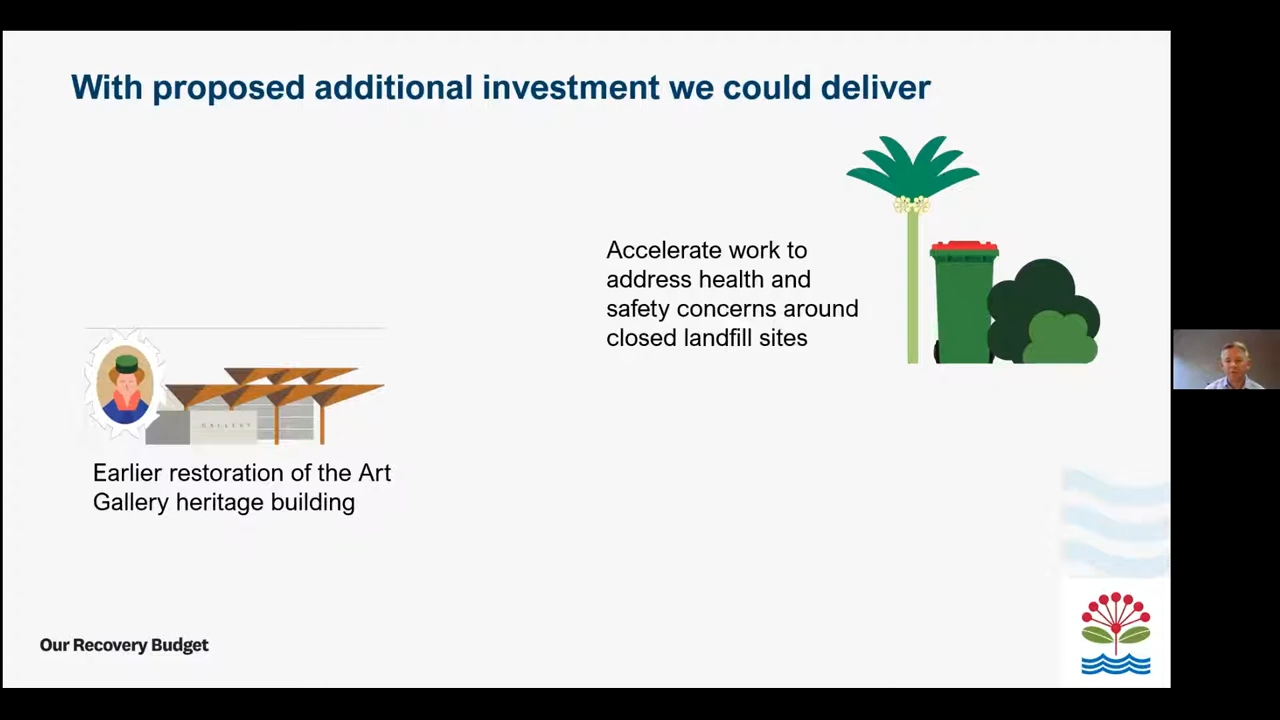 With proposed additional investment we could deliver
Accelerate work to
address health and
safety concerns around
closed landfill sites
GALLERY
Earlier restoration of the Art
Gallery heritage building
Our Recovery Budget